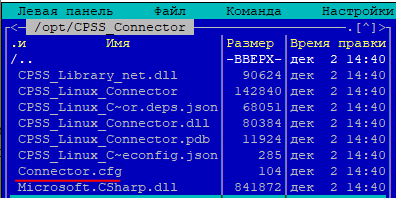 Левая панель Файл Команда Настройки
<— /opt/CPSS_Connector .[^]>
.и Имя Размер Время правки
/.. -ВВЕРХ- дек 2 14:40
CPSS_Library_net.dll 90624 дек 2 14:40
CPSS_Linux_Connector 142840 дек 2 14:40
CPSS_Linux_C~or.deps.json 68051 дек 2 14:40
CPSS_Linux_Connector.dll 80384 дек 2 14:40
CPSS_Linux_Connector.pdb 11924 дек 2 14:40
CPSS_Linux_C~econfig.json 285 дек 2 14:40
Connector.cfg 104 дек 2 14:40
Microsoft.CSharp.dll 841872 дек 2 14:40